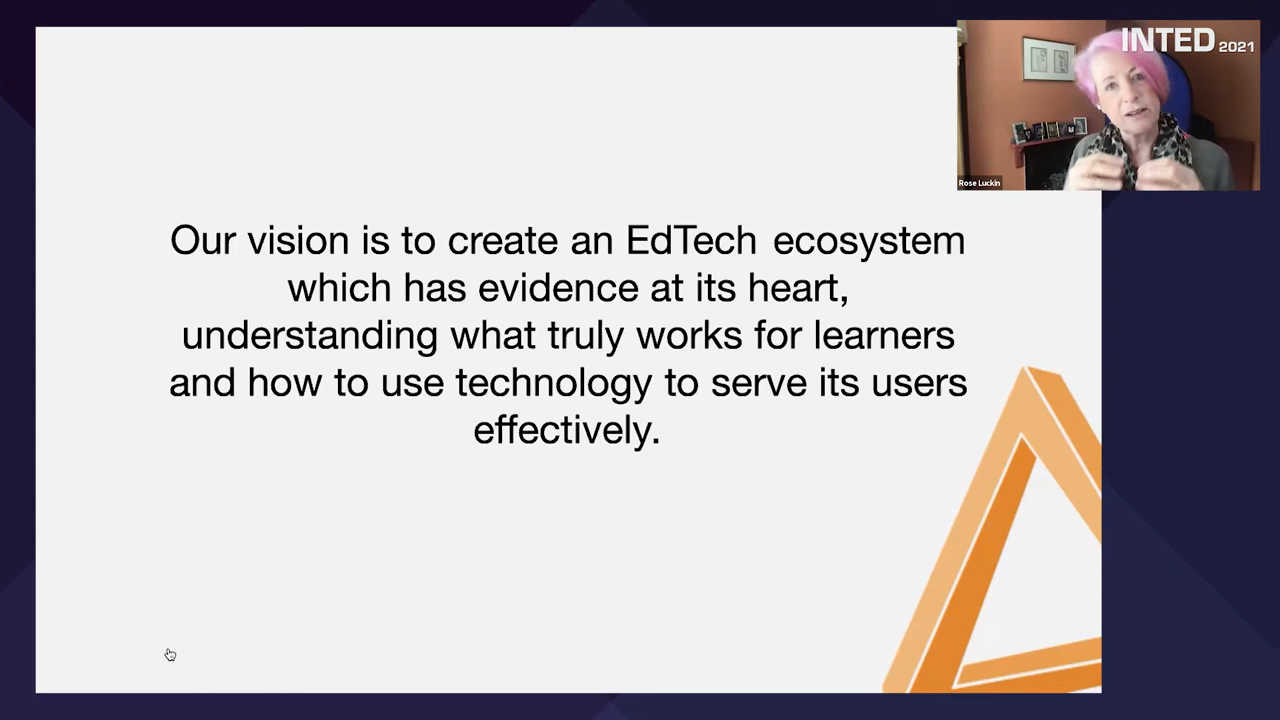 INTED 2021
Rose Luckin
Our vision is to create an EdTech ecosystem
which has evidence at its heart,
understanding what truly works for learners
and how to use technology to serve its users
effectively.